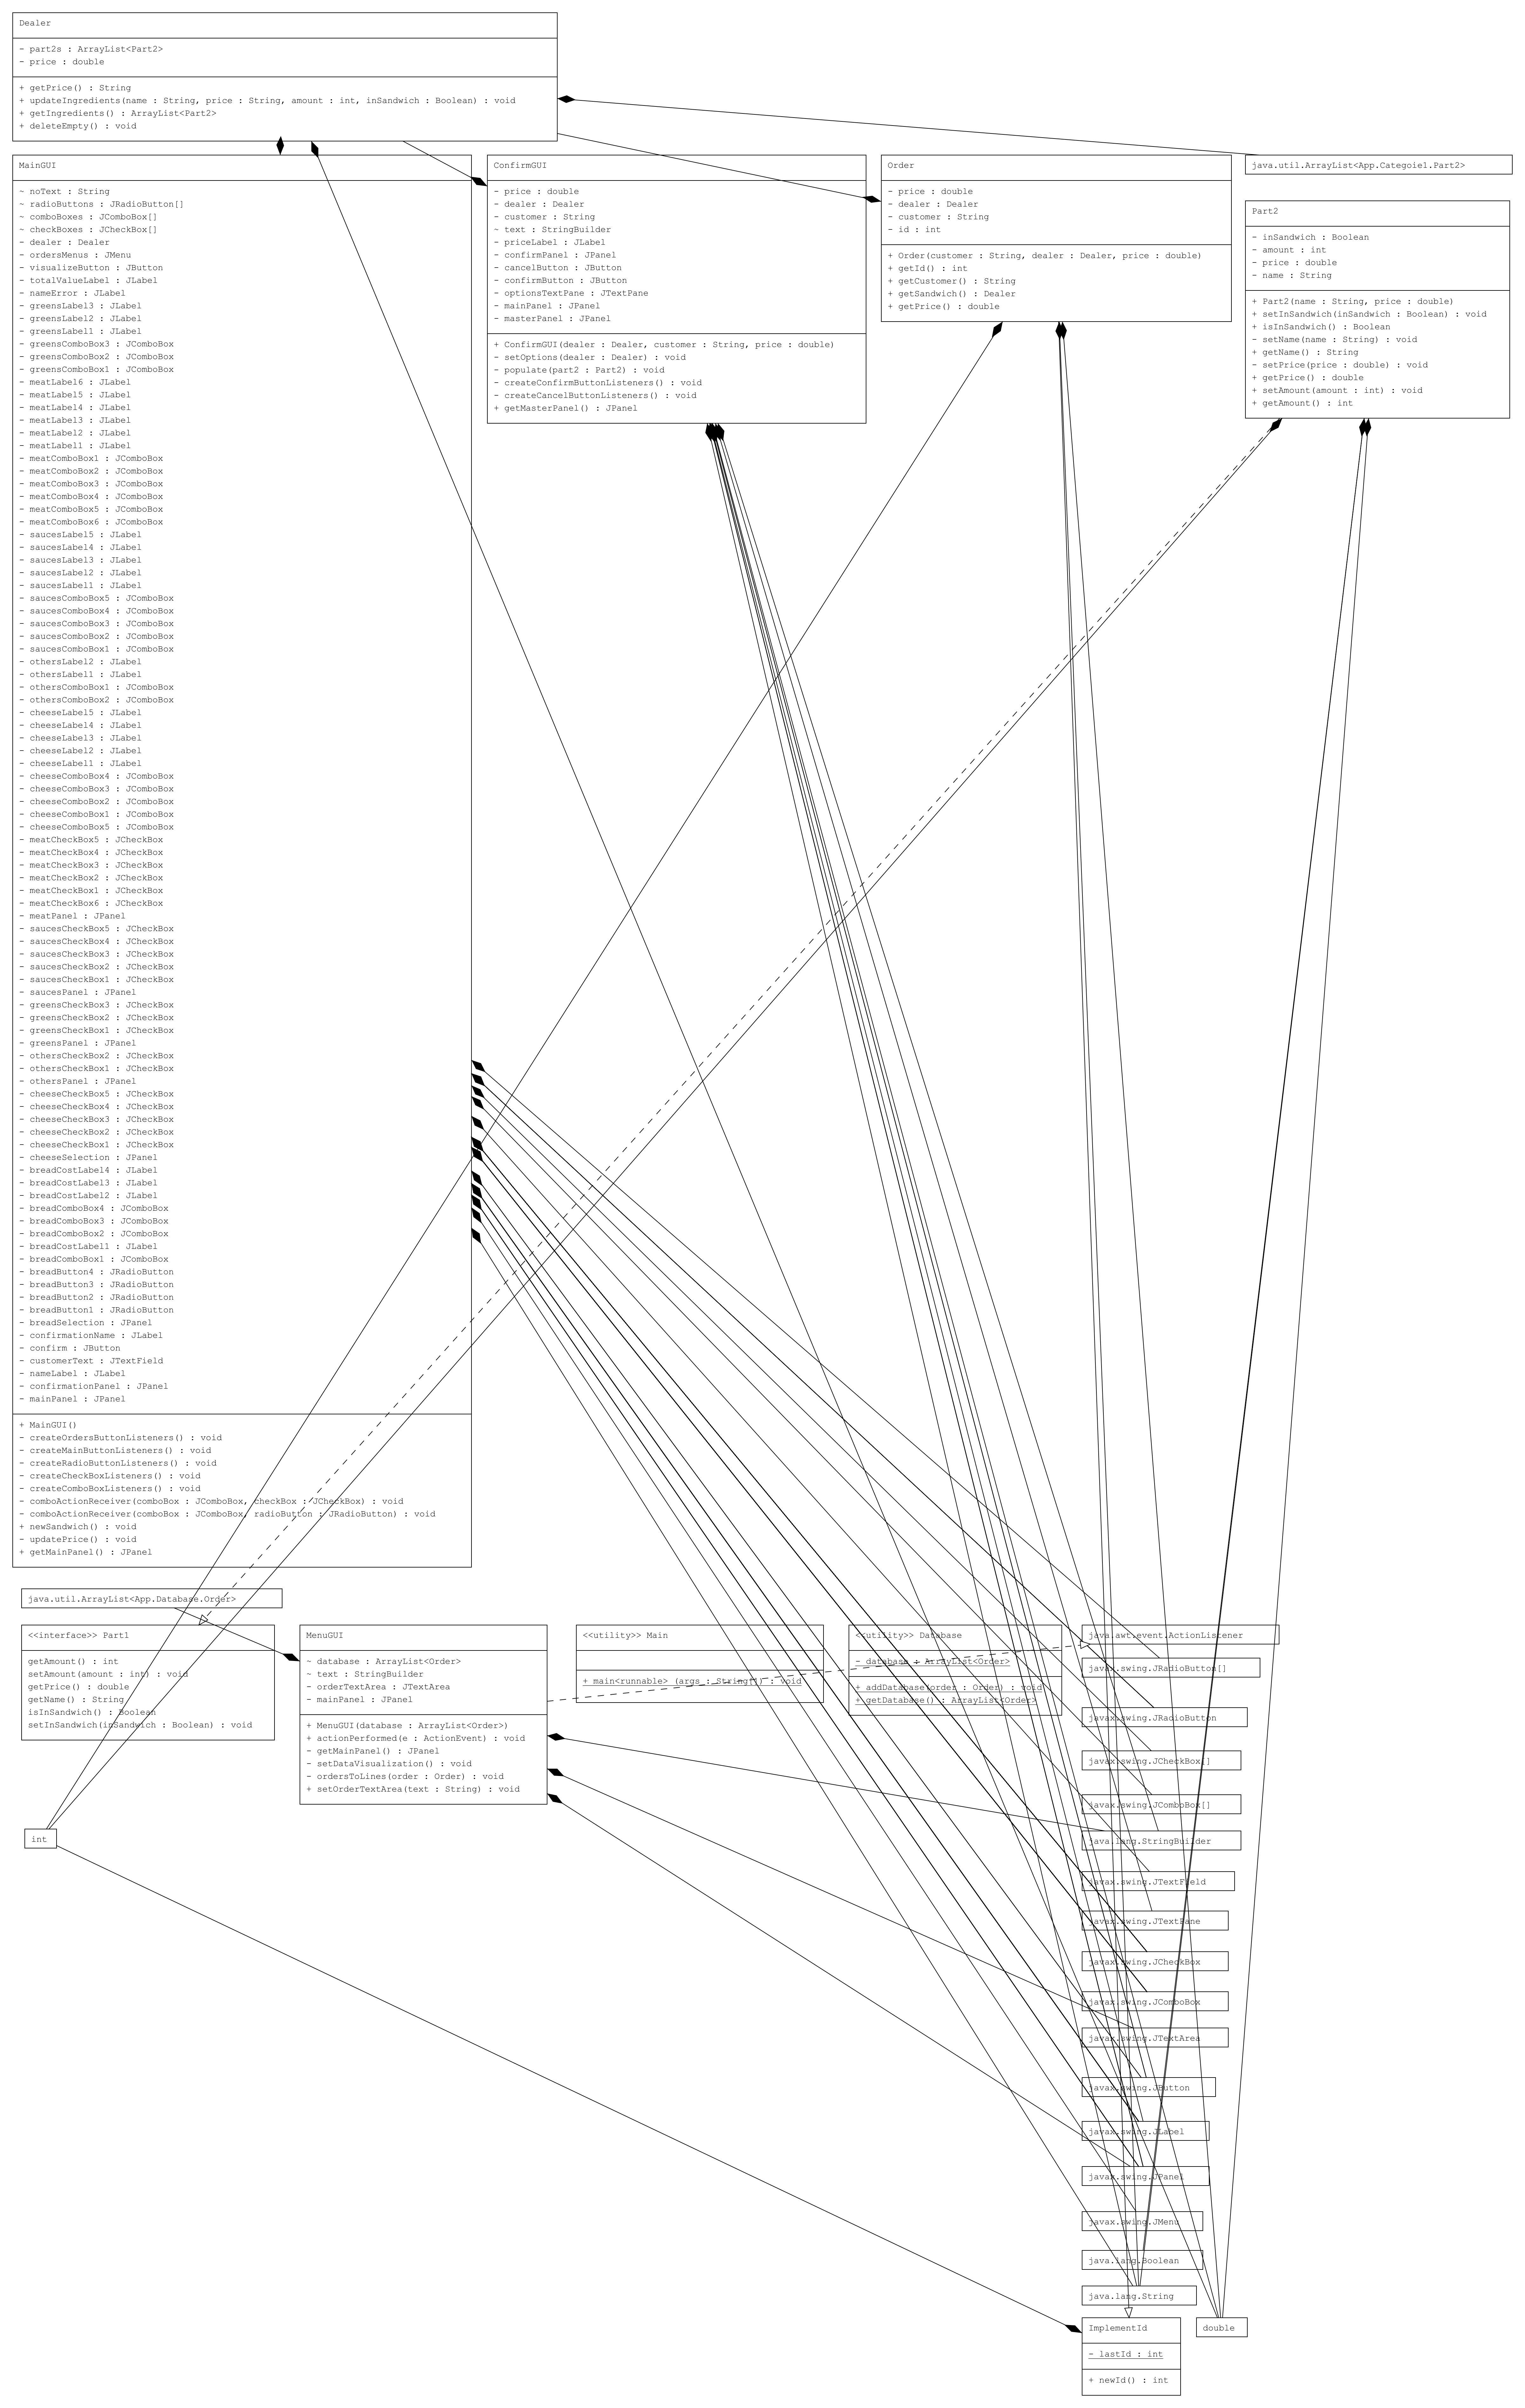 Dealer
- part2s : ArrayList<Part2>
- price : double
+ getPrice() : String
+ updateIngredients(name : String, price : String, amount : int, inSandwich : Boolean) : void
+ getIngredients() : ArrayList<Part2>
+ deleteEmpty() : void
MainGUI
~ noText : String
~ radioButtons : JRadioButton[]
~ comboBoxes : JComboBox[]
~ checkBoxes : JCheckBox[]
- dealer : Dealer
- ordersMenus : JMenu
- visualizeButton : JButton
- totalValueLabel : JLabel
- nameError : JLabel
- greensLabel3 : JLabel
- greensLabel2 : JLabel
- greensLabel1 : JLabel
- greensComboBox3 : JComboBox
- greensComboBox2 : JComboBox
- greensComboBox1 : JComboBox
- meatLabel6 : JLabel
- meatLabel5 : JLabel
- meatLabel4 : JLabel
- meatLabel3 : JLabel
- meatLabel2 : JLabel
- meatLabel1 : JLabel
- meatComboBox1 : JComboBox
- meatComboBox2 : JComboBox
- meatComboBox3 : JComboBox
- meatComboBox4 : JComboBox
- meatComboBox5 : JComboBox
- meatComboBox6 : JComboBox
- saucesLabel5 : JLabel
- saucesLabel4 : JLabel
- saucesLabel3 : JLabel
- saucesLabel2 : JLabel
- saucesLabel1 : JLabel
- saucesComboBox5 : JComboBox
- saucesComboBox4 : JComboBox
- saucesComboBox3 : JComboBox
- saucesComboBox2 : JComboBox
- saucesComboBox1 : JComboBox
- othersLabel2 : JLabel
- othersLabel1 : JLabel
- othersComboBox1 : JComboBox
- othersComboBox2 : JComboBox
- cheeseLabel5 : JLabel
- cheeseLabel4 : JLabel
- cheeseLabel3 : JLabel
- cheeseLabel2 : JLabel
- cheeseLabel1 : JLabel
- cheeseComboBox4 : JComboBox
- cheeseComboBox3 : JComboBox
- cheeseComboBox2 : JComboBox
- cheeseComboBox1 : JComboBox
- cheeseComboBox5 : JComboBox
- meatCheckBox5 : JCheckBox
- meatCheckBox4 : JCheckBox
- meatCheckBox3 : JCheckBox
- meatCheckBox2 : JCheckBox
- meatCheckBox1 : JCheckBox
- meatCheckBox6 : JCheckBox
- meatPanel : JPanel
- saucesCheckBox5 : JCheckBox
- saucesCheckBox4 : JCheckBox
- saucesCheckBox3 : JCheckBox
- saucesCheckBox2 : JCheckBox
- saucesCheckBox1 : JCheckBox
- saucesPanel : JPanel
- greensCheckBox3 : JCheckBox
- greensCheckBox2 : JCheckBox
- greensCheckBox1 : JCheckBox
- greensPanel : JPanel
- othersCheckBox2 : JCheckBox
- othersCheckBox1 : JCheckBox
- othersPanel : JPanel
- cheeseCheckBox5 : JCheckBox
- cheeseCheckBox4 : JCheckBox
- cheeseCheckBox3 : JCheckBox
- cheeseCheckBox2 : JCheckBox
- cheeseCheckBox1 : JCheckBox
- cheeseSelection : JPanel
- breadCostLabel4 : JLabel
- breadCostLabel3 : JLabel
- breadCostLabel2 : JLabel
- breadComboBox4 : JComboBox
- breadComboBox3 : JComboBox
- breadComboBox2 : JComboBox
- breadCostLabel1 : JLabel
- breadComboBox1 : JComboBox
- breadButton4 : JRadioButton
- breadButton3 : JRadioButton
- breadButton2 : JRadioButton
- breadButton1 : JRadioButton
- breadSelection : JPanel
- confirmationName : JLabel
- confirm : JButton
- customerText : JTextField
- nameLabel : JLabel
- confirmationPanel : JPanel
- mainPanel : JPanel
+ MainGUI()
- createOrdersButtonListeners() : void
- createMainButtonListeners() : void
- createRadioButtonListeners() : void
- createCheckBoxListeners() : void
- createComboBoxListeners() : void
- comboActionReceiver(comboBox : JComboBox, checkBox : JCheckBox) : void
- comboActionReceiver(comboBox : JComboBox, radioButton : JRadioButton) : void
+ newSandwich() : void
- updatePrice() : void
+ getMainPanel() : JPanel
ConfirmGUI
- price : double
- dealer : Dealer
- customer : String
~ text : StringBuilder
- priceLabel : JLabel
- confirmPanel : JPanel
- cancelButton : JButton
- confirmButton : JButton
- optionsTextPane : JTextPane
- mainPanel : JPanel
- masterPanel : JPanel
+ ConfirmGUI(dealer : Dealer, customer : String, price : double)
- setOptions(dealer : Dealer) : void
- populate(part2 : Part2) : void
- createConfirmButtonListeners() : void
- createCancelButtonListeners() : void
+ getMasterPanel() : JPanel
Order
- price : double
- dealer : Dealer
- customer : String
- id : int
+ Order(customer : String, dealer : Dealer, price : double)
+ getId() : int
+ getCustomer() : String
+ getSandwich() : Dealer
+ getPrice() : double
java.util.ArrayList<App.Categoie1.Part2>
Part2
- inSandwich : Boolean
- amount : int
- price : double
- name : String
+ Part2(name : String, price : double)
+ setInSandwich(inSandwich : Boolean) : void
+ isInSandwich() : Boolean
- setName(name : String) : void
+ getName() : String
- setPrice(price : double) : void
+ getPrice() : double
+ setAmount(amount : int) : void
+ getAmount() : int
java.util.ArrayList<App.Database.Order>
<<interface>> Part1
getAmount() : int
setAmount(amount : int) : void
getPrice() : double
getName() : String
isInSandwich() : Boolean
setInSandwich(inSandwich : Boolean) : void
MenuGUI
~ database : ArrayList<Order>
~ text : StringBuilder
- orderTextArea : JTextArea
- mainPanel : JPanel
+ MenuGUI(database : ArrayList<Order>)
+ actionPerformed(e : ActionEvent) : void
- getMainPanel() : JPanel
- setDataVisualization() : void
- ordersToLines(order : Order) : void
+ setOrderTextArea(text : String) : void
<<utility>> Main
+ main<runnable> (args : String[]) : void
<<utility>> Database
- database : ArrayList<Order>
+ addDatabase(order : Order) : void
+ getDatabase() : ArrayList<Order>
java.awt.event.ActionListener
javax.swing.JRadioButton[]
javax.swing.JRadioButton
javax.swing.JCheckBox[]
javax.swing.JComboBox[]
java.lang.StringBuilder
javax.swing.JTextField
javax.swing.JTextPane
javax.swing.JCheckBox
javax.swing.JComboBox
javax.swing.JTextArea
javax.swing.JButton
javax.swing.JLabel
javax.swing.JPanel
javax.swing.JMenu
java.lang.Boolean
java.lang.String
int
ImplementId
- lastId : int
+ newId() : int
double